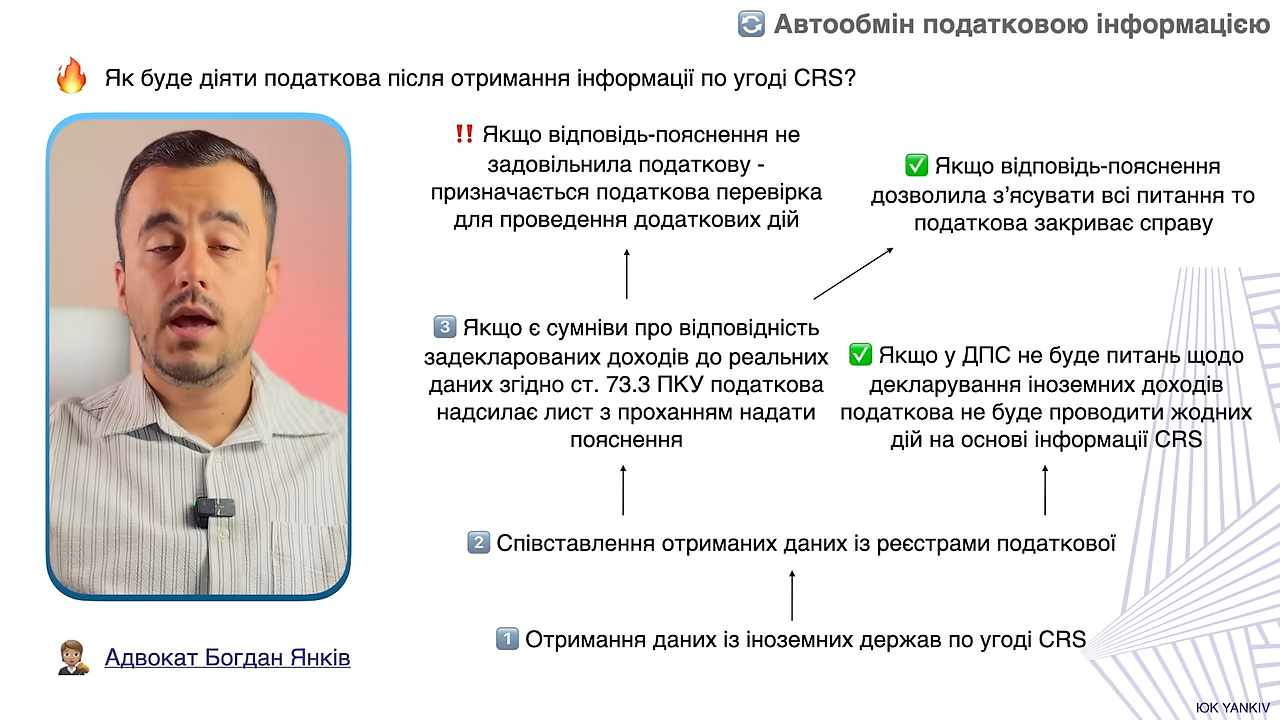 Автообмін податковою інформацією
Як буде діяти податкова після отримання інформації по угоді CRS?
‼️ Якщо відповідь-пояснення не
задовільнила податкову -
призначається податкова перевірка
для проведення додаткових дій
✅ Якщо відповідь-пояснення
дозволила з’ясувати всі питання то
податкова закриває справу
3 Якщо є сумніви про відповідність
задекларованих доходів до реальних
даних згідно ст. 73.3 ПКУ податкова
надсилає лист з проханням надати
пояснення
✅ Якщо у ДПС не буде питань щодо
декларування іноземних доходів
податкова не буде проводити жодних
дій на основі інформації CRS
2 Співставлення отриманих даних із реєстрами податкової
1 Отримання даних із іноземних держав по угоді CRS
Адвокат Богдан Янків
ЮК YANKIV